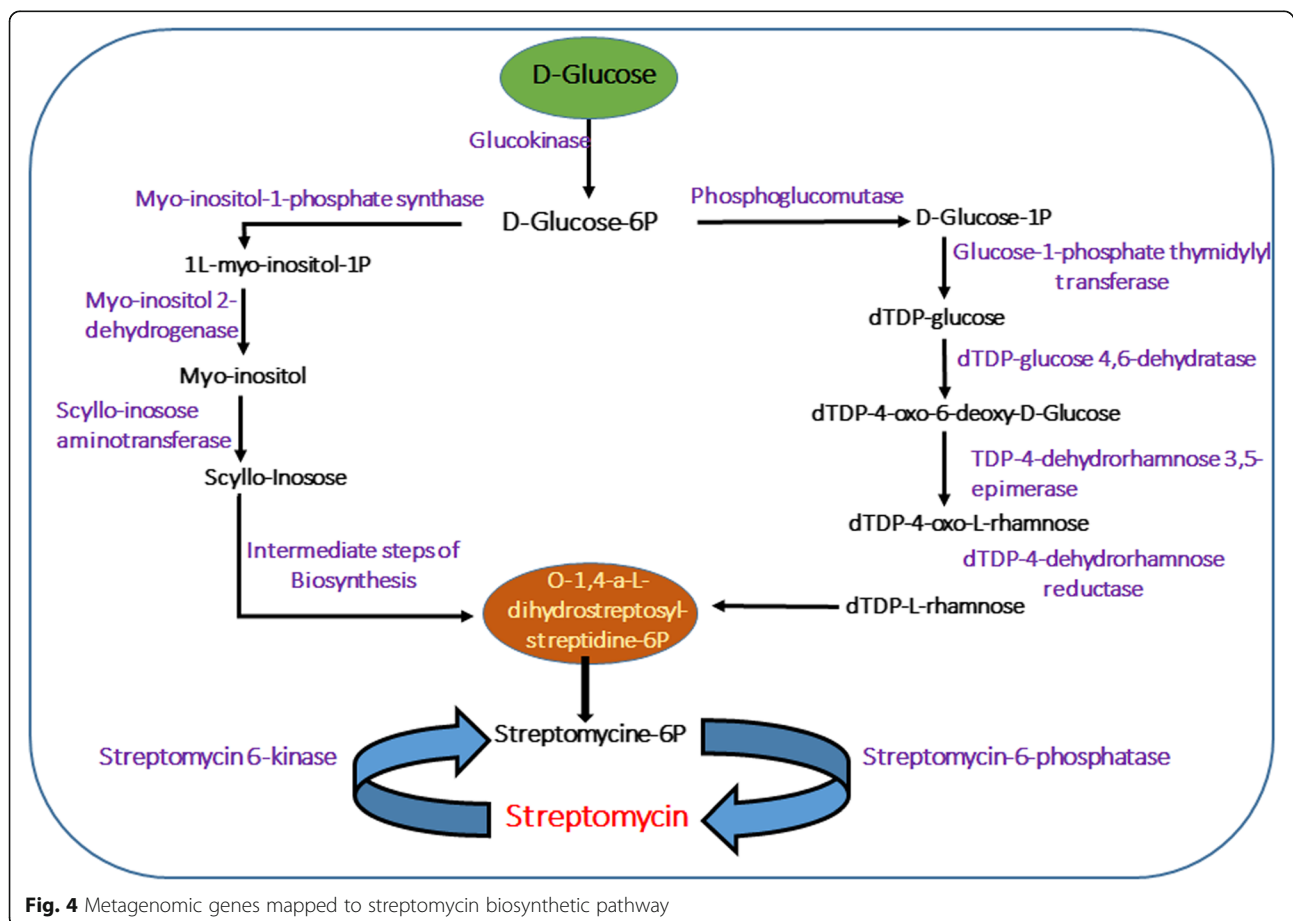 D-Glucose
Glucokinase
Myo-inositol-1-phosphate synthase
Phosphoglucomutase
D-Glucose-6P
D-Glucose-1P
1L-myo-inositol-1P
Glucose-1-phosphate thymidylyl
transferase
Myo-inositol 2-
dehydrogenase
dTDP-glucose
dTDP-glucose 4,6-dehydratase
Myo-inositol
Scyllo-inosose
aminotransferase
dTDP-4-oxo-6-deoxy-D-Glucose
TDP-4-dehydrorhamnose 3,5-
epimerase
Scyllo-Inosose
dTDP-4-oxo-L-rhamnose
Intermediate steps of
Biosynthesis
dTDP-4-dehydrorhamnose
reductase
O-1,4-a-L-
dihydrostreptosyl-
streptidine-6P
dTDP-L-rhamnose
Streptomycine-6P
Streptomycin 6-kinase
Streptomycin-6-phosphatase
Streptomycin
Fig. 4 Metagenomic genes mapped to streptomycin biosynthetic pathway